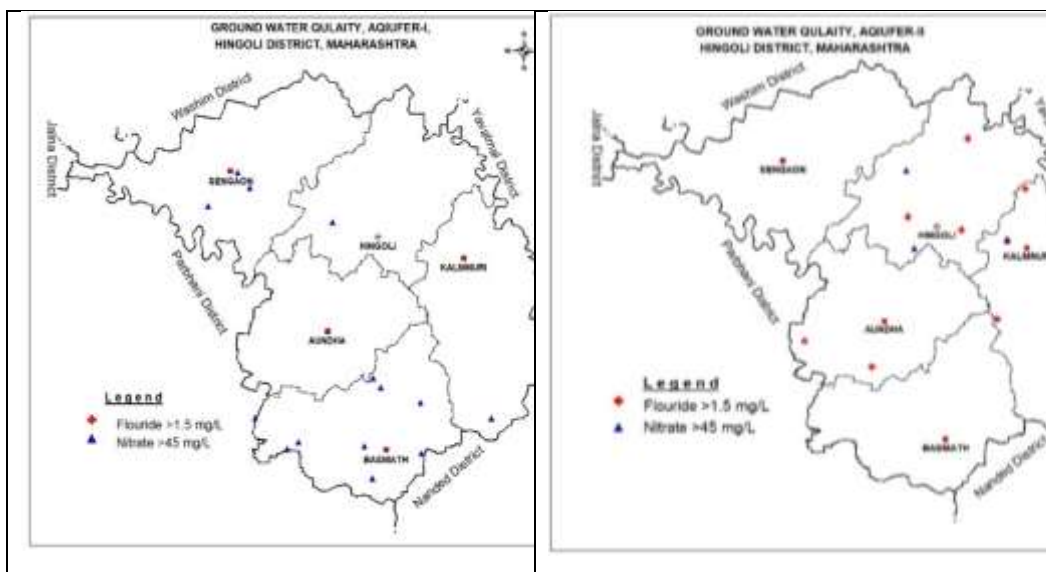 GROUND WATER QULAITY, AQIUFER-I,
HINGOLI DISTRICT, MAHARASHTRA
Washim District
Jalna District
Yavatmal District
SENGAON
HINGOLI
KALMNURI
Parbhani District
AUNDHA
Legend
Flouride >1.5 mg/L
Nitrate >45 mg/L
BASMATH
Nanded District
GROUND WATER QULAITY, AQIUFER-II
HINGOLI DISTRICT, MAHARASHTRA
Washim District
Jalna District
SENGAON
HINGOLI
KALMNURI
Parbhani District
AUNDHA
Legend
Flouride >1.5 mg/L
Nitrate >45 mg/L
BASMATH
Nanded District